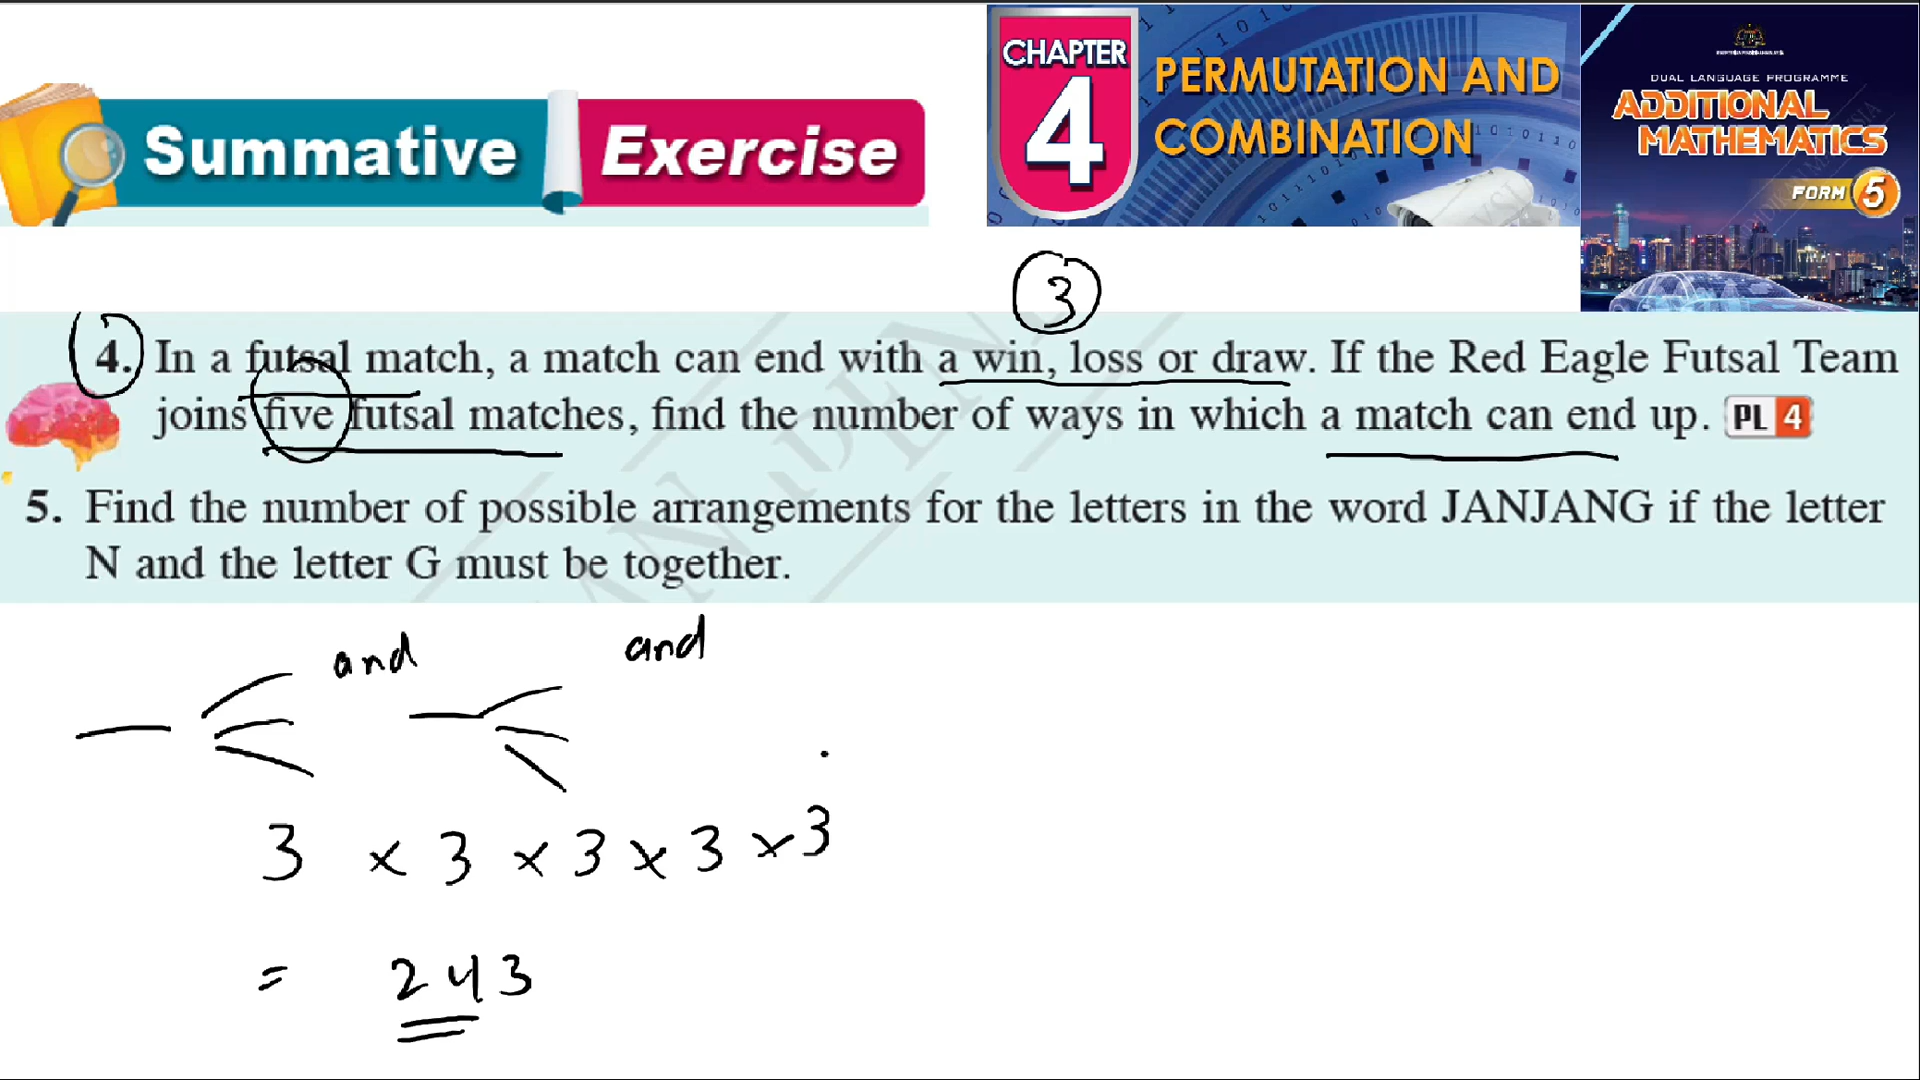 CHAPTER
4
PERMUTATION AND
COMBINATION
DUAL LANGUAGE PROGRAMME
ADDITIONAL
MATHEMATICS
FORM 5
Summative Exercise
3
4. In a futsal match, a match can end with a win, loss or draw. If the Red Eagle Futsal Team
joins five futsal matches, find the number of ways in which a match can end up. PL 4
5. Find the number of possible arrangements for the letters in the word JANJANG if the letter
N and the letter G must be together.
and and
3 × 3 × 3 × 3 × 3
= 243